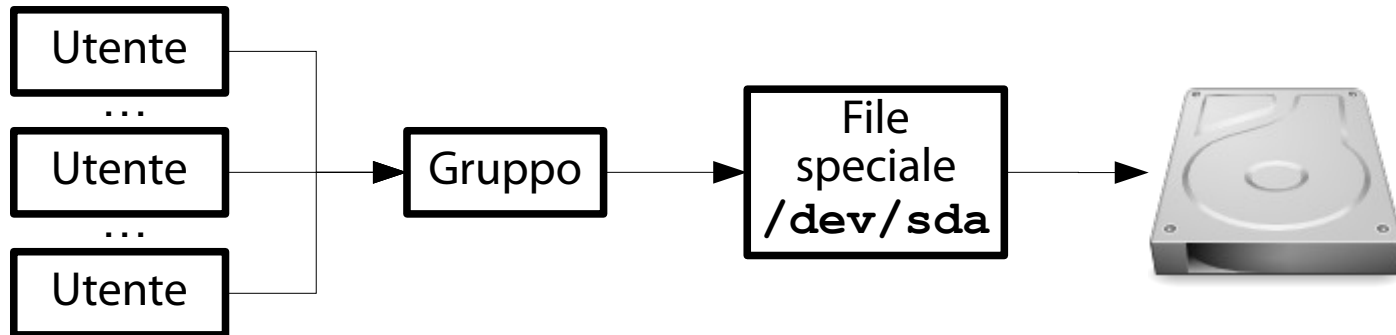 Utente
...
Utente
...
Utente
Gruppo
File
speciale
/dev/sda